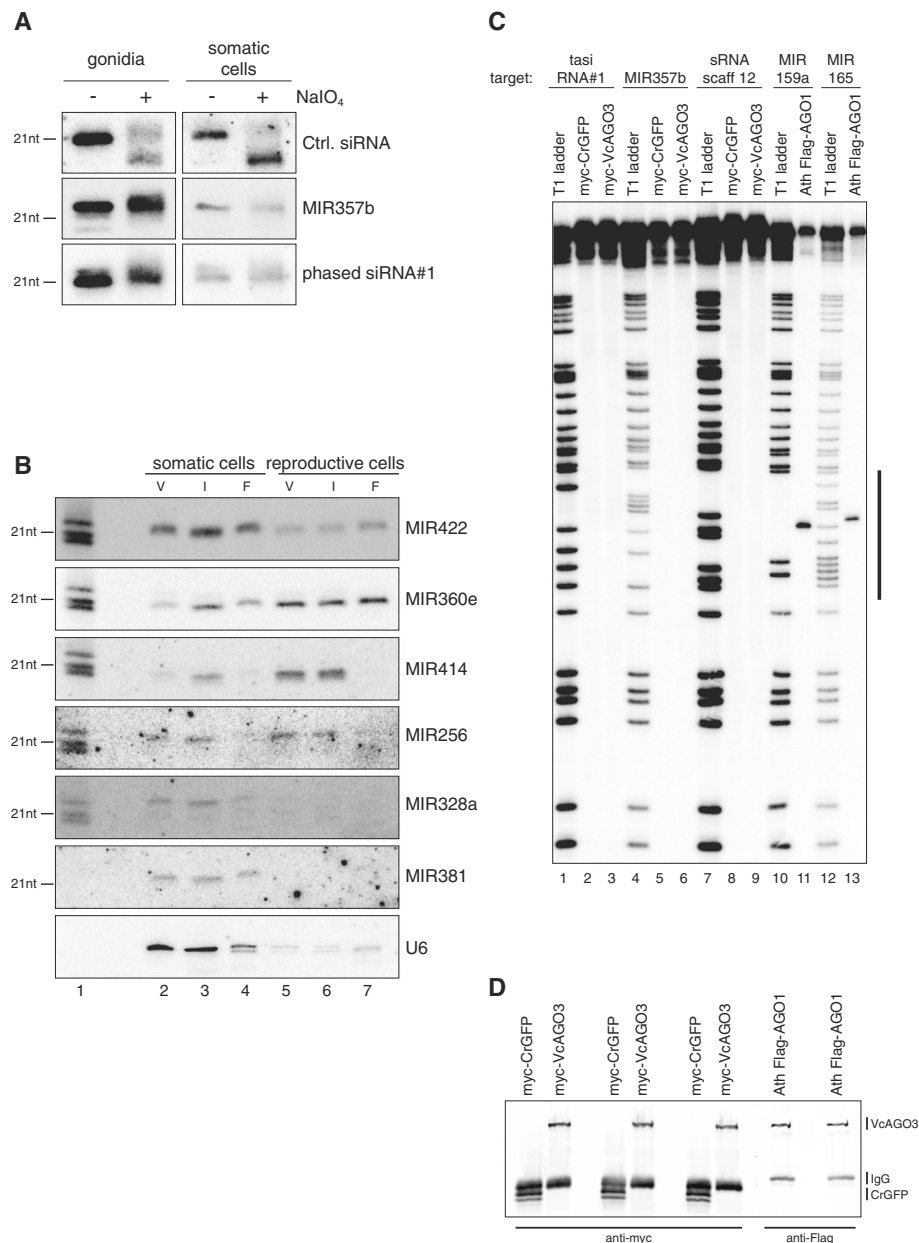 A
gonidia
somatic
cells
- + - + NaIO4
21nt
Ctrl. siRNA
21nt
MIR357b
21nt
phased siRNA#1
B
somatic cells reproductive cells
V I F V I F
21nt
MIR422
21nt
MIR360e
21nt
MIR414
21nt
MIR256
21nt
MIR328a
21nt
MIR381
U6
1 2 3 4 5 6 7
C
target:
tasi
RNA#1
MIR357b
sRNA
scaff 12
MIR
159a
MIR
165
T1 ladder
myc-CrGFP
myc-VcAGO3
T1 ladder
myc-CrGFP
myc-VcAGO3
T1 ladder
myc-CrGFP
myc-VcAGO3
T1 ladder
Ath Flag-AGO1
T1 ladder
Ath Flag-AGO1
1 2 3 4 5 6 7 8 9 10 11 12 13
D
myc-CrGFP
myc-VcAGO3
myc-CrGFP
myc-VcAGO3
myc-CrGFP
myc-VcAGO3
Ath Flag-AGO1
Ath Flag-AGO1
VcAGO3
IgG
CrGFP
anti-myc anti-Flag